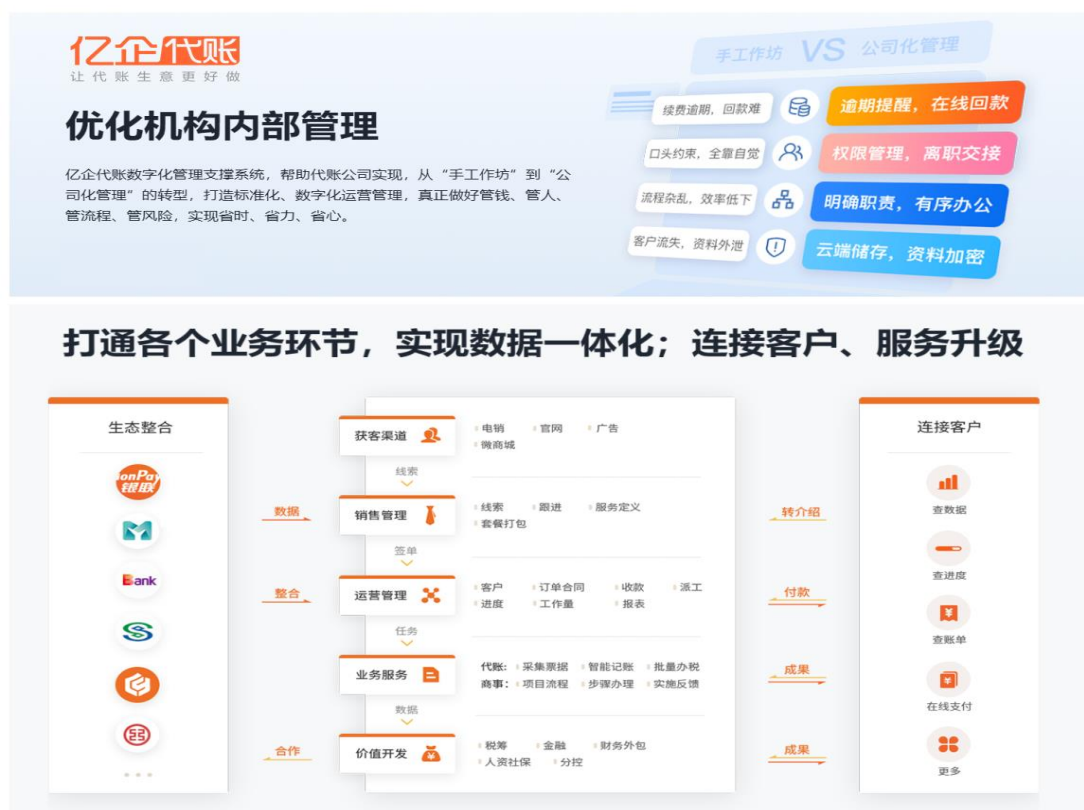 亿企代账
让代账生意更好做
优化机构内部管理
亿企代账数字化管理支撑系统，帮助代账公司实现，从“手工作坊”到“公
司化管理”的转型，打造标准化、数字化运营管理，真正做好管钱、管人、
管流程、管风险，实现省时、省力、省心。
手工作坊 VS 公司化管理
续费逾期，回款难 逾期提醒，在线回款
口头约束，全靠自觉 权限管理，离职交接
流程杂乱，效率低下 明确职责，有序办公
客户流失，资料外泄 云端储存，资料加密
打通各个业务环节，实现数据一体化；连接客户、服务升级
生态整合
ionPay
银联
Bank
数据
整合
合作
获客渠道
电销 官网 广告
微商城
线索
销售管理
线索 跟进 服务定义
套餐打包
签单
运营管理
客户 订单合同 收款 派工
进度 工作量 报表
任务
业务服务
代账: 采集票据 智能记账 批量办税
商事: 项目流程 步骤办理 实施反馈
数据
价值开发
税筹 金融 财务外包
人资社保 分控
转介绍
付款
成果
成果
连接客户
查数据
查进度
查账单
在线支付
更多